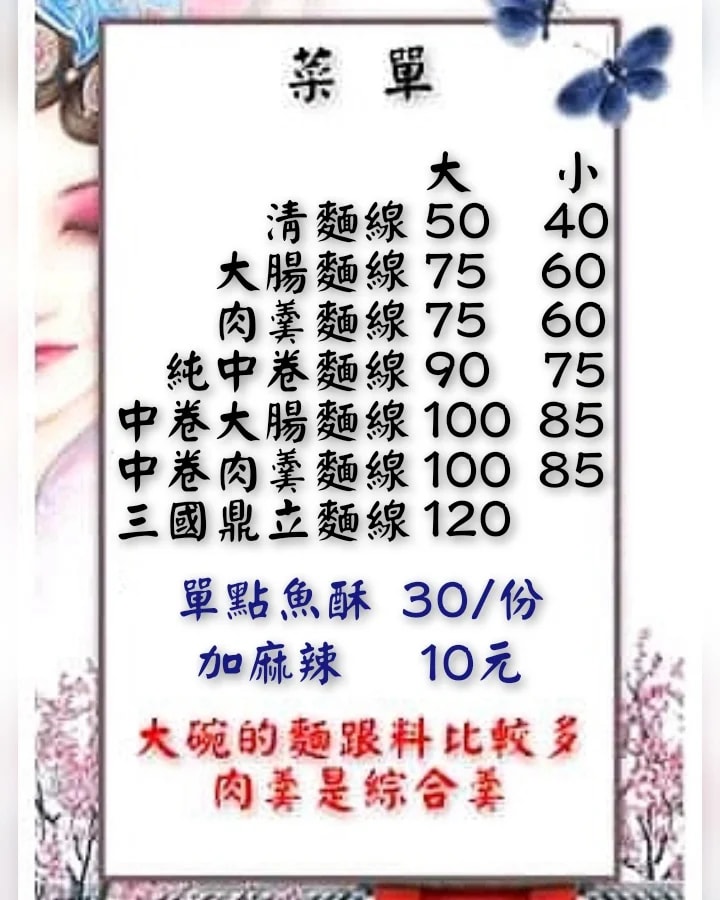 菜單
大 小
清麵線 50 40
大腸麵線 75 60
肉羹麵線 75 60
純中卷麵線 90 75
中卷大腸麵線 100 85
中卷肉羹麵線 100 85
三國鼎立麵線 120
單點魚酥 30/份
加麻辣 10元
大碗的麵跟料比較多
肉羹是綜合羹